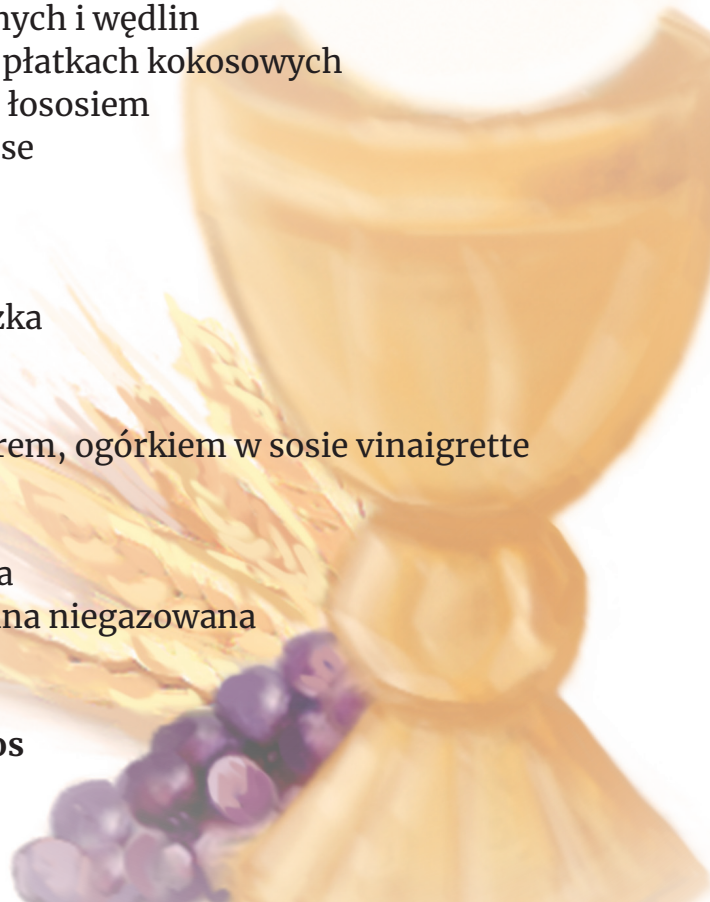 nych i wędlin
płatkach kokosowych
łososiem
se
zka
rem, ogórkiem w sosie vinaigrette
a
na niegazowana
os